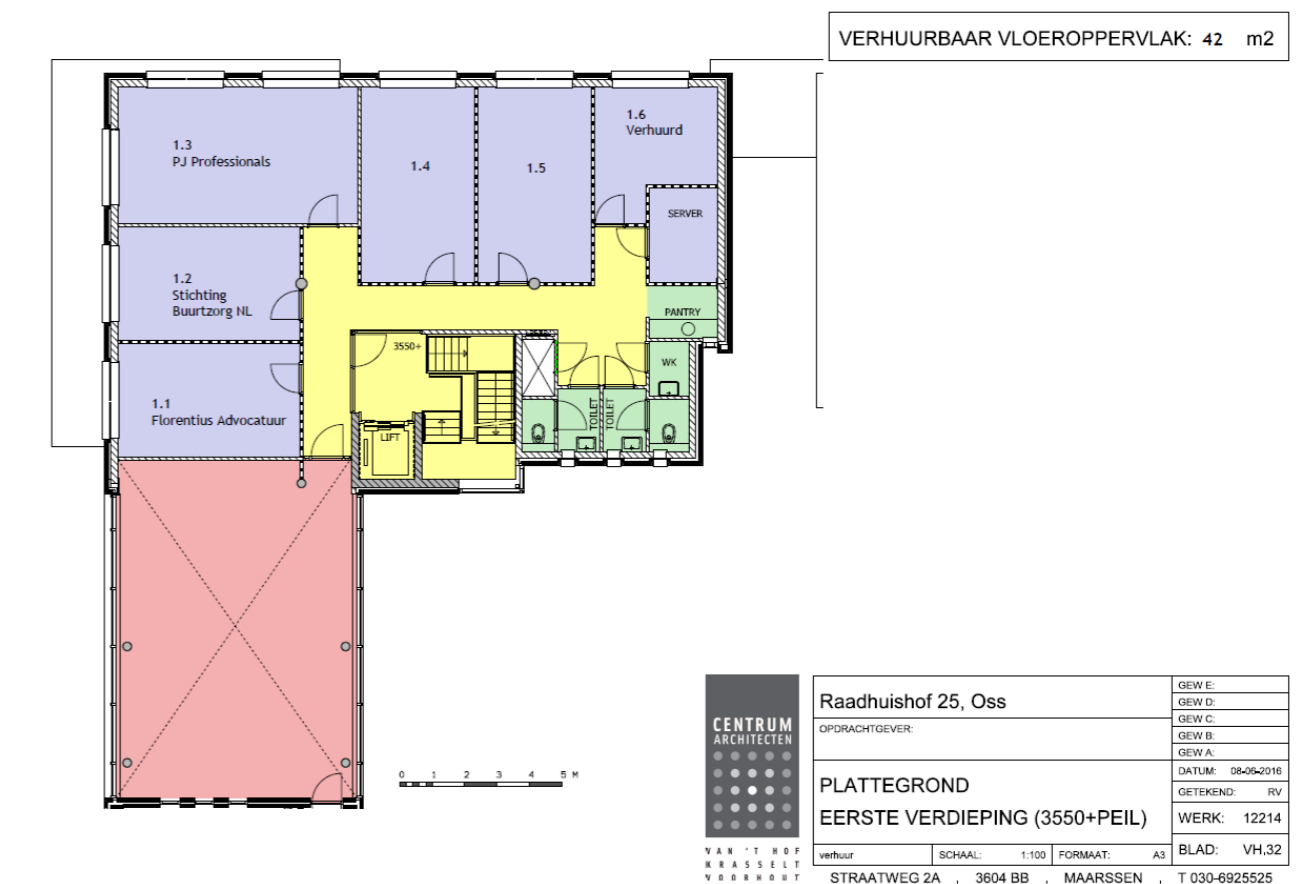 VERHUURBAAR VLOEROPPERVLAK: 42 m2
1.3
PJ Professionals
1.4
1.5
1.6
Verhuurd
SERVER
1.2
Stichting
Buurtzorg NL
PANTRY
3550+
WK
1.1
Florentius Advocatuur
TOILET
TOILET
LIFT
0 1 2 3 4 5 M
CENTRUM
ARCHITECTEN
VAN 'T HOF
KRASSELT
VOORHOUT
Raadhuishof 25, Oss
OPDRACHTGEVER:
PLATTEGROND
EERSTE VERDIEPING (3550+PEIL)
verhuur SCHAAL: 1:100 FORMAAT: A3
GEW E:
GEW D:
GEW C:
GEW B:
GEW A:
DATUM: 08-06-2016
GETEKEND: RV
WERK: 12214
BLAD: VH,32
STRAATWEG 2A , 3604 BB , MAARSSEN , T 030-6925525